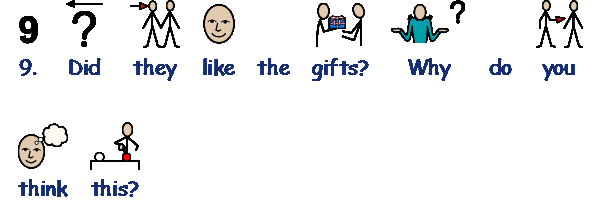 9
9. Did they like the gifts? Why do you
think this?